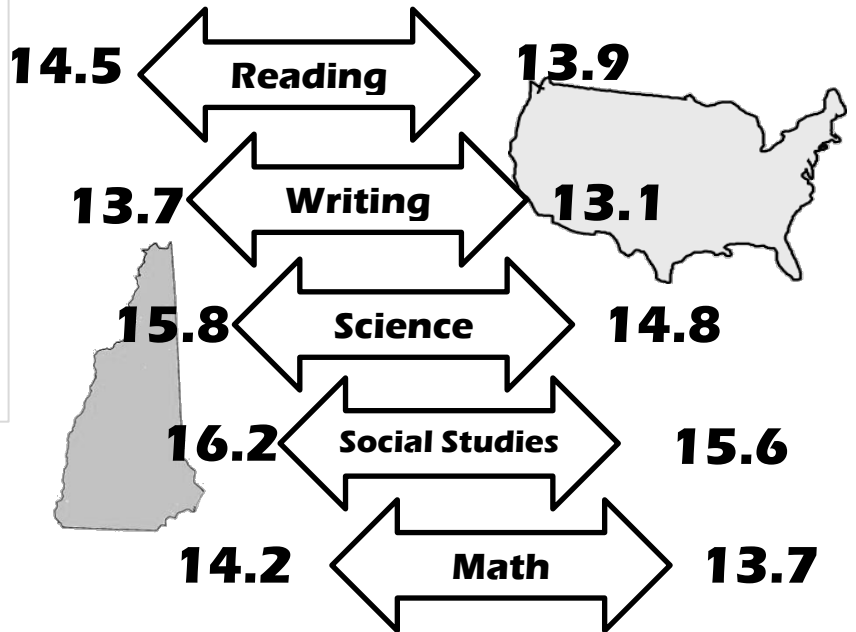 14.5 Reading 13.9
13.7 Writing 13.1
15.8 Science 14.8
16.2 Social Studies 15.6
14.2 Math 13.7